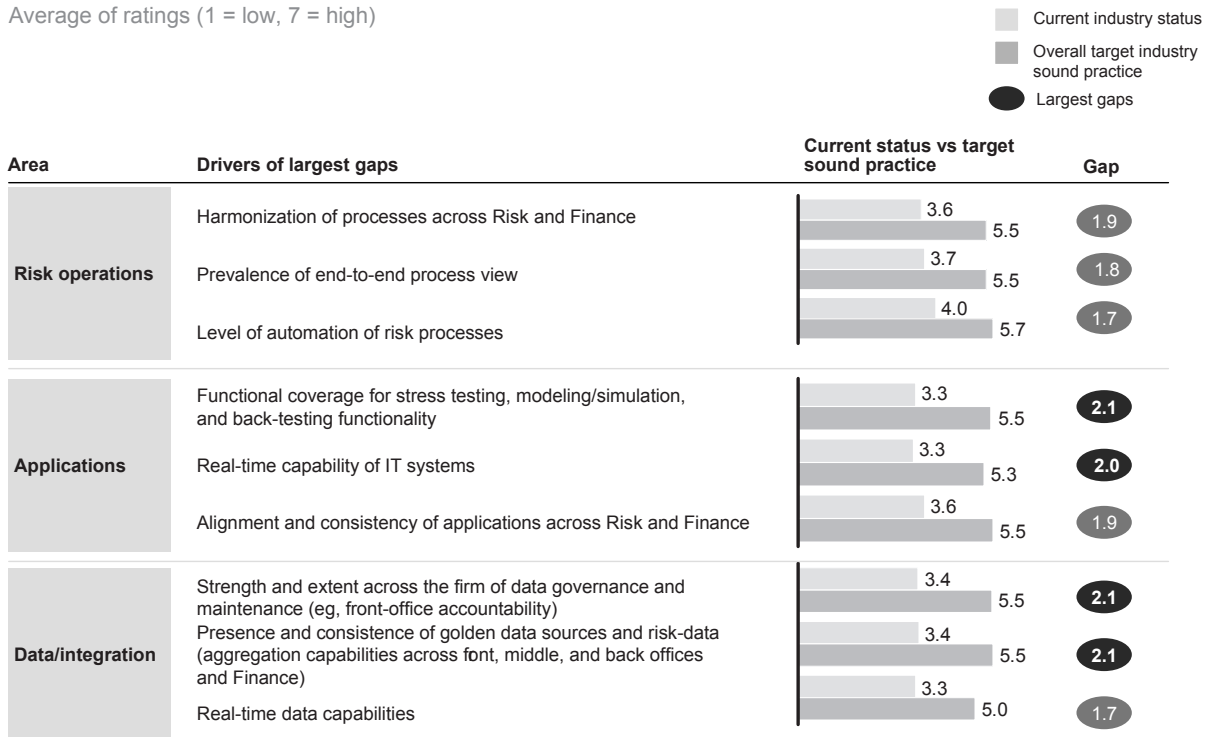 Average of ratings (1 = low, 7 = high)
Current industry status
Overall target industry
sound practice
Largest gaps
Area
Drivers of largest gaps
Current status vs target
sound practice
Gap
Risk operations
Harmonization of processes across Risk and Finance
3.6
5.5
1.9
Prevalence of end-to-end process view
3.7
5.5
1.8
Level of automation of risk processes
4.0
5.7
1.7
Applications
Functional coverage for stress testing, modeling/simulation,
and back-testing functionality
3.3
5.5
2.1
Real-time capability of IT systems
3.3
5.3
2.0
Alignment and consistency of applications across Risk and Finance
3.6
5.5
1.9
Data/integration
Strength and extent across the firm of data governance and
maintenance (eg, front-office accountability)
3.4
5.5
2.1
Presence and consistence of golden data sources and risk-data
(aggregation capabilities across front, middle, and back offices
and Finance)
3.4
5.5
2.1
Real-time data capabilities
3.3
5.0
1.7